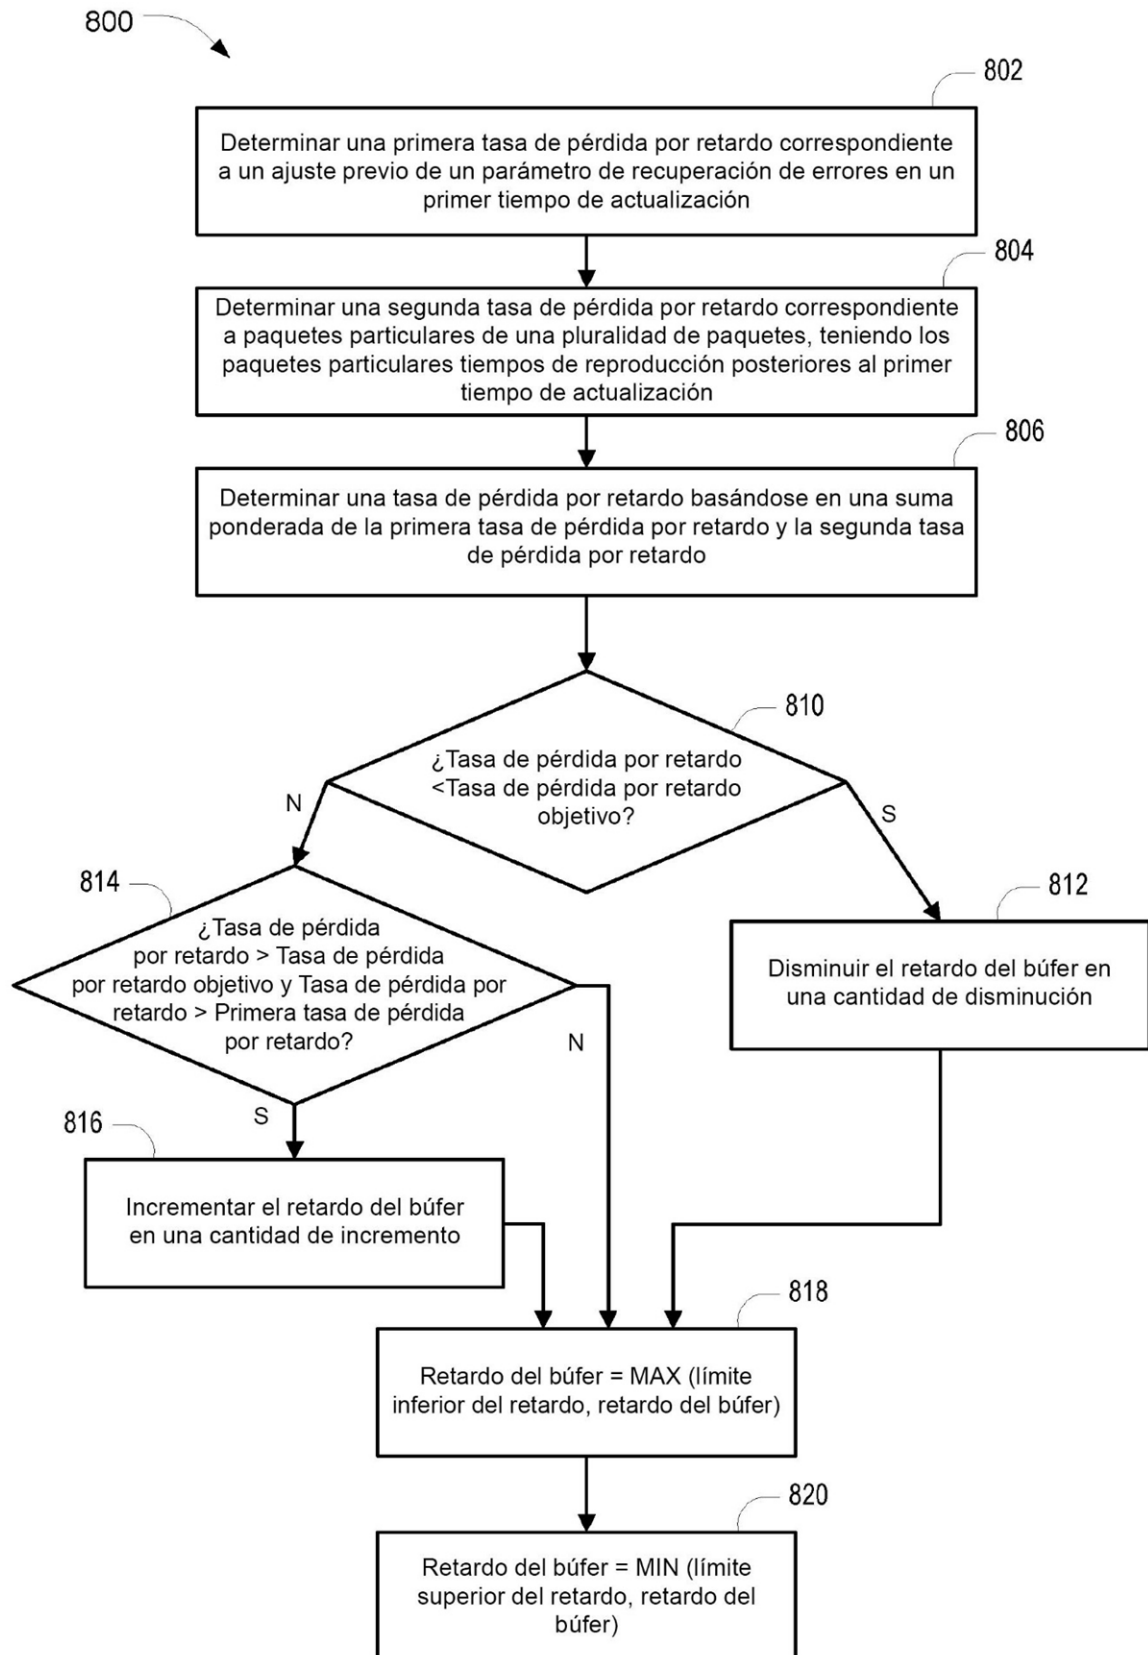 800
802
Determinar una primera tasa de pérdida por retardo correspondiente
a un ajuste previo de un parámetro de recuperación de errores en un
primer tiempo de actualización
804
Determinar una segunda tasa de pérdida por retardo correspondiente
a paquetes particulares de una pluralidad de paquetes, teniendo los
paquetes particulares tiempos de reproducción posteriores al primer
tiempo de actualización
806
Determinar una tasa de pérdida por retardo basándose en una suma
ponderada de la primera tasa de pérdida por retardo y la segunda tasa
de pérdida por retardo
810
¿Tasa de pérdida por retardo
<Tasa de pérdida por retardo
objetivo?
N
S
814
¿Tasa de pérdida
por retardo > Tasa de pérdida
por retardo objetivo y Tasa de pérdida por
retardo > Primera tasa de pérdida
por retardo?
812
Disminuir el retardo del búfer en
una cantidad de disminución
N
S
816
Incrementar el retardo del búfer
en una cantidad de incremento
818
Retardo del búfer = MAX (límite
inferior del retardo, retardo del búfer)
820
Retardo del búfer = MIN (límite
superior del retardo, retardo del
búfer)